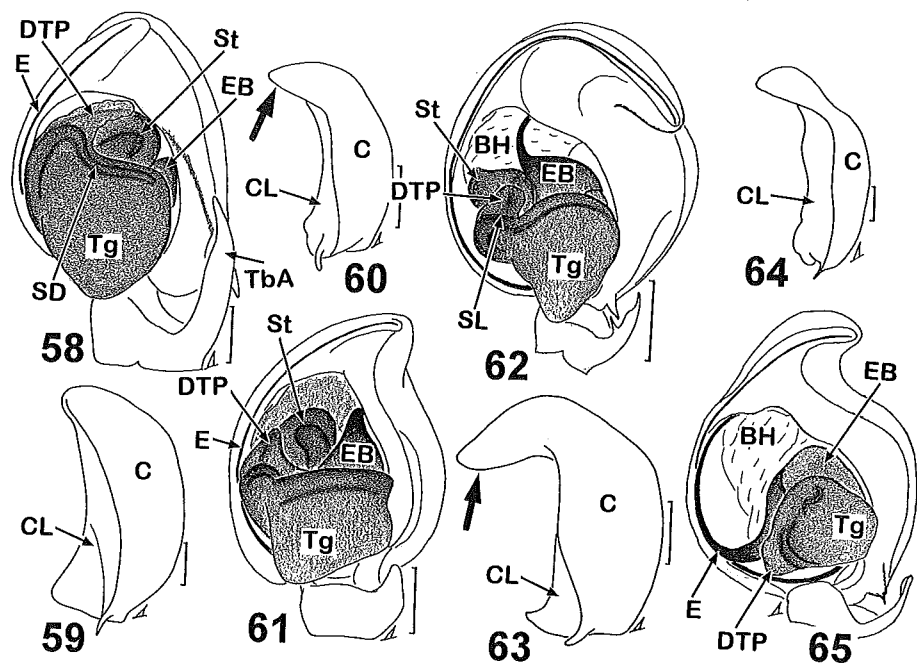 DTP
St
E
EB
Tg
SD
TbA
58
C
CL
60
St
BH
DTP
EB
Tg
SL
62
C
CL
64
C
CL
59
St
DTP
E
EB
Tg
61
C
CL
63
EB
BH
Tg
E
DTP
65